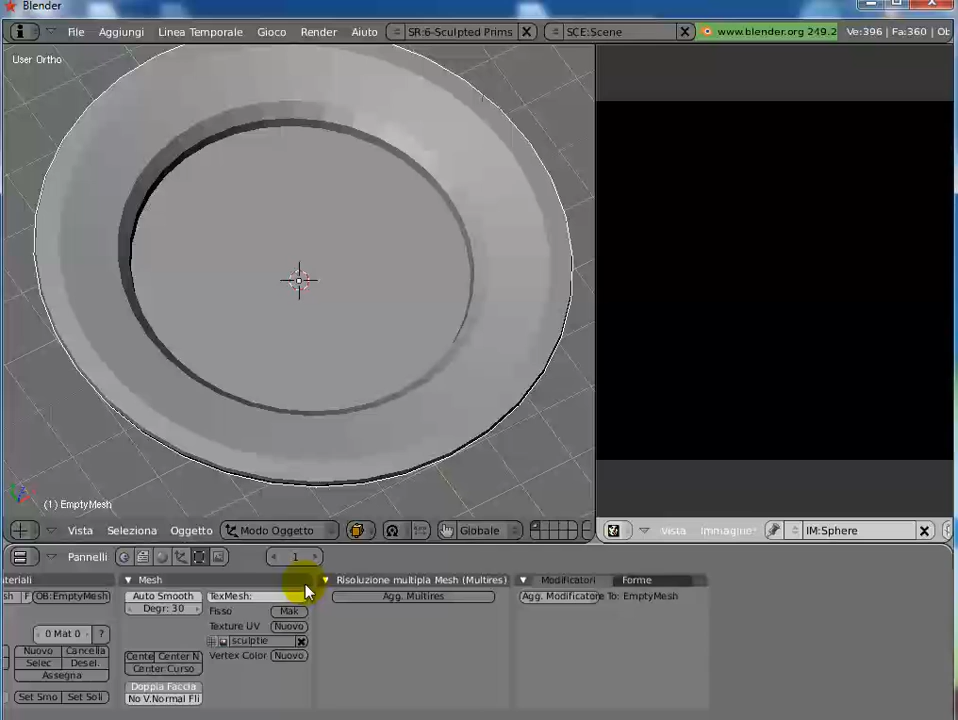 Blender
File Aggiungi Linea Temporale Gioco Render Aiuto SR:6-Sculpted Prims SCE:Scene www.blender.org 249.2 Ve:396 | Fa:360 | Ob
User Ortho
(1) EmptyMesh
Vista Seleziona Oggetto Modo Oggetto Globale Vista Immagine IM:Sphere
Pannelli 1
ateriali Mesh Risoluzione multipla Mesh (Multires) Modificatori Forme
F OB:EmptyMesh Auto Smooth TexMesh: Agg. Multires Agg. Modificatore To: EmptyMesh
Degr: 30 Fisso Mak
0 Mat 0 ? Texture UV Nuovo
Nuovo Cancella sculptie
Selec Desel. Cente Center N Vertex Color Nuovo
Assegna Center Curso
Doppia Faccia
Set Smo Set Soli No V.Normal Fli